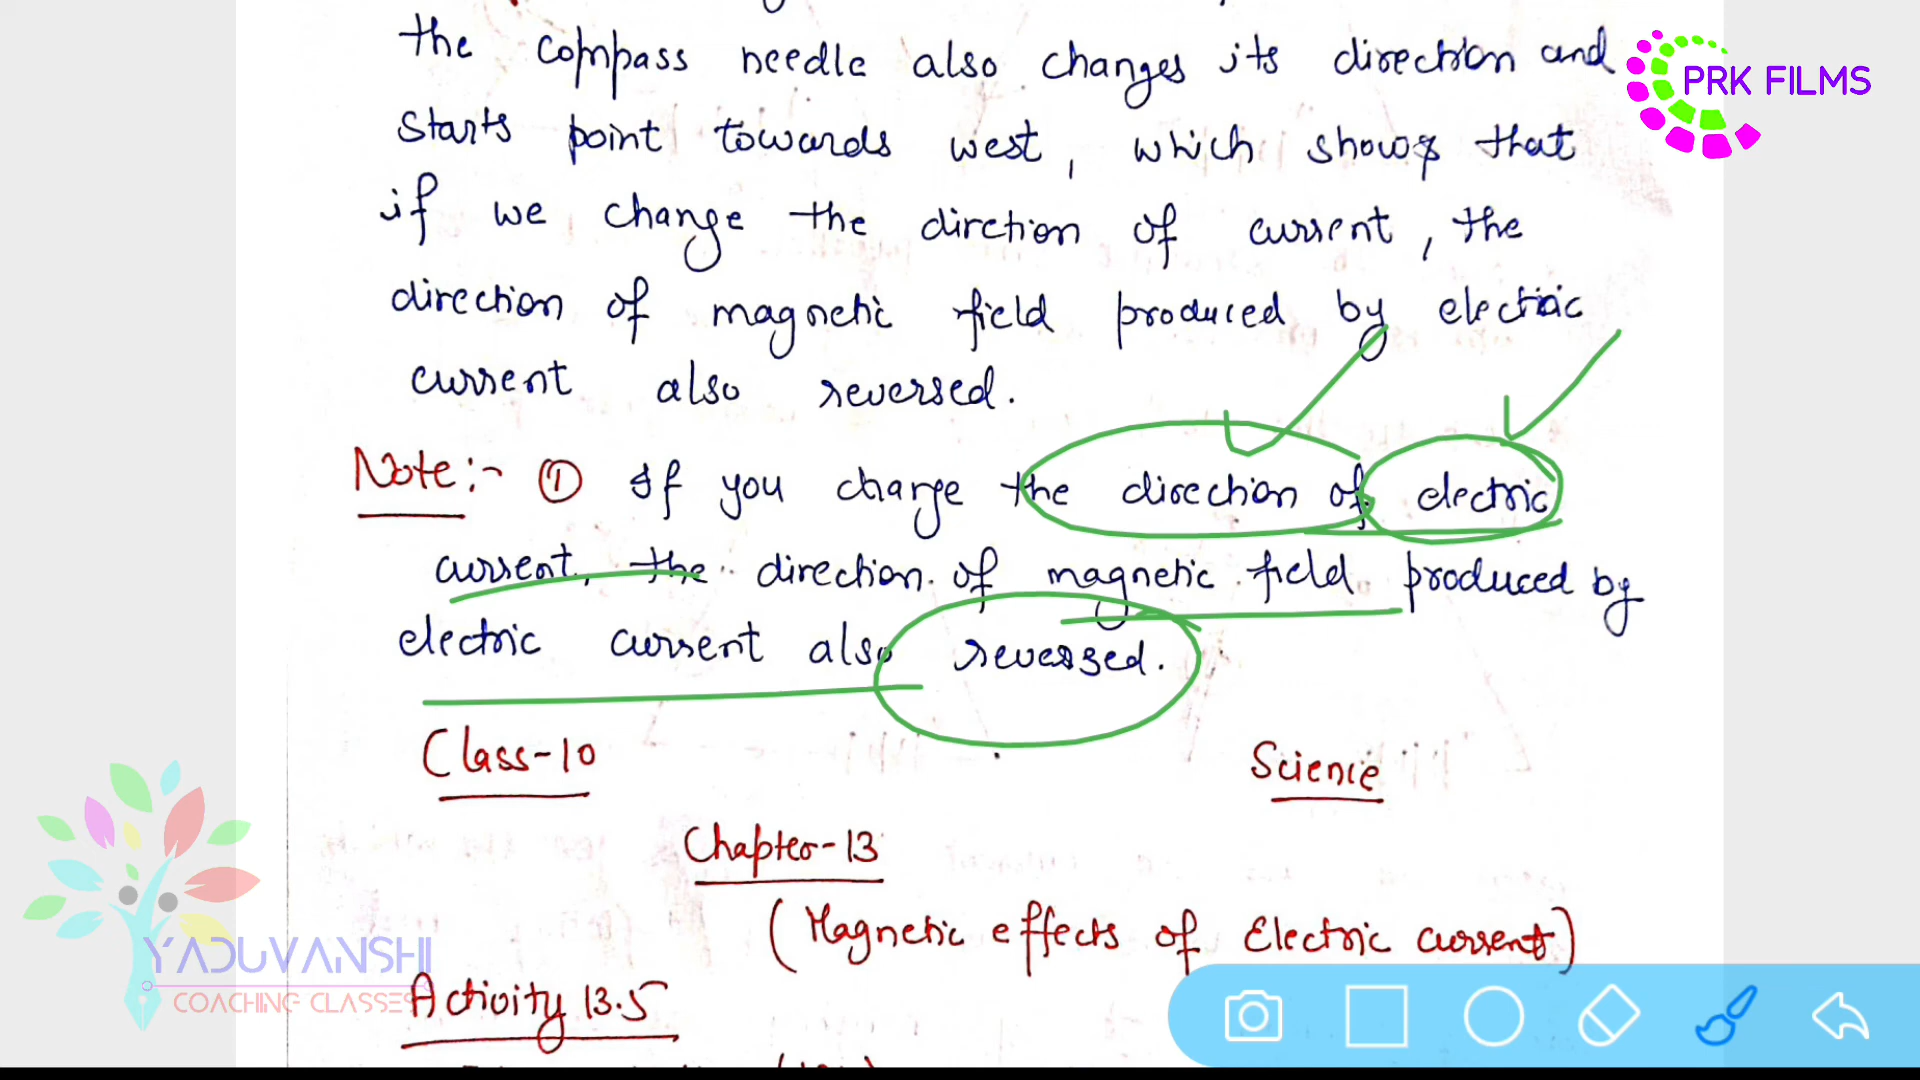 the compass needle also changes its direction and
PRK FILMS
starts point towards west, which shows that
if we change the dirction of current, the
direction of magnetic field produced by electric
current also reversed.
Note:- ① If you change the direction of electric
current, the direction of magnetic field produced by
electric current also reversed.
Class-10 Science
Chapter-13
(Magnetic effects of Electric current)
YADUVANSHI
COACHING CLASSES
Activity 13.5